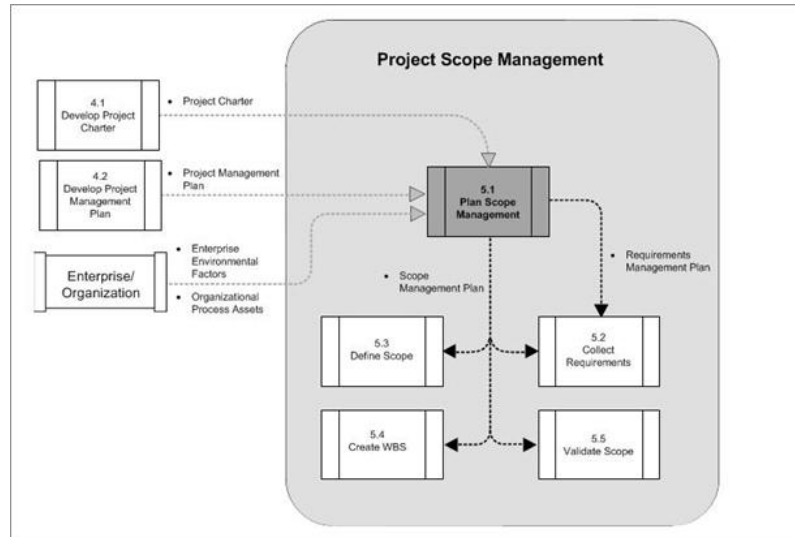 Project Scope Management
4.1
Develop Project
Charter
• Project Charter
4.2
Develop Project
Management
Plan
• Project Management
Plan
5.1
Plan Scope
Management
Enterprise/
Organization
• Enterprise
Environmental
Factors
• Organizational
Process Assets
• Scope
Management Plan
• Requirements
Management Plan
5.3
Define Scope
5.2
Collect
Requirements
5.4
Create WBS
5.5
Validate Scope